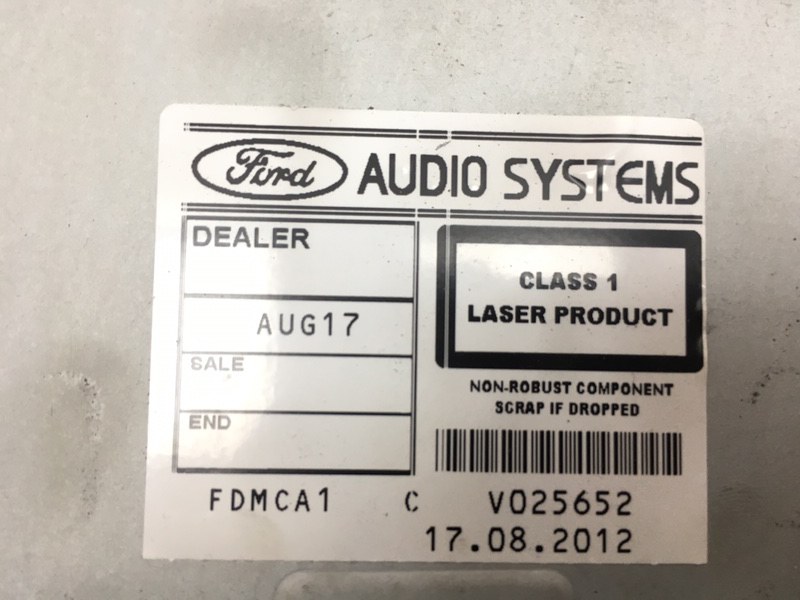 Ford AUDIO SYSTEMS
DEALER
AUG17
SALE
END
CLASS 1
LASER PRODUCT
NON-ROBUST COMPONENT
SCRAP IF DROPPED
FDMCA1 C V025652
17.08.2012